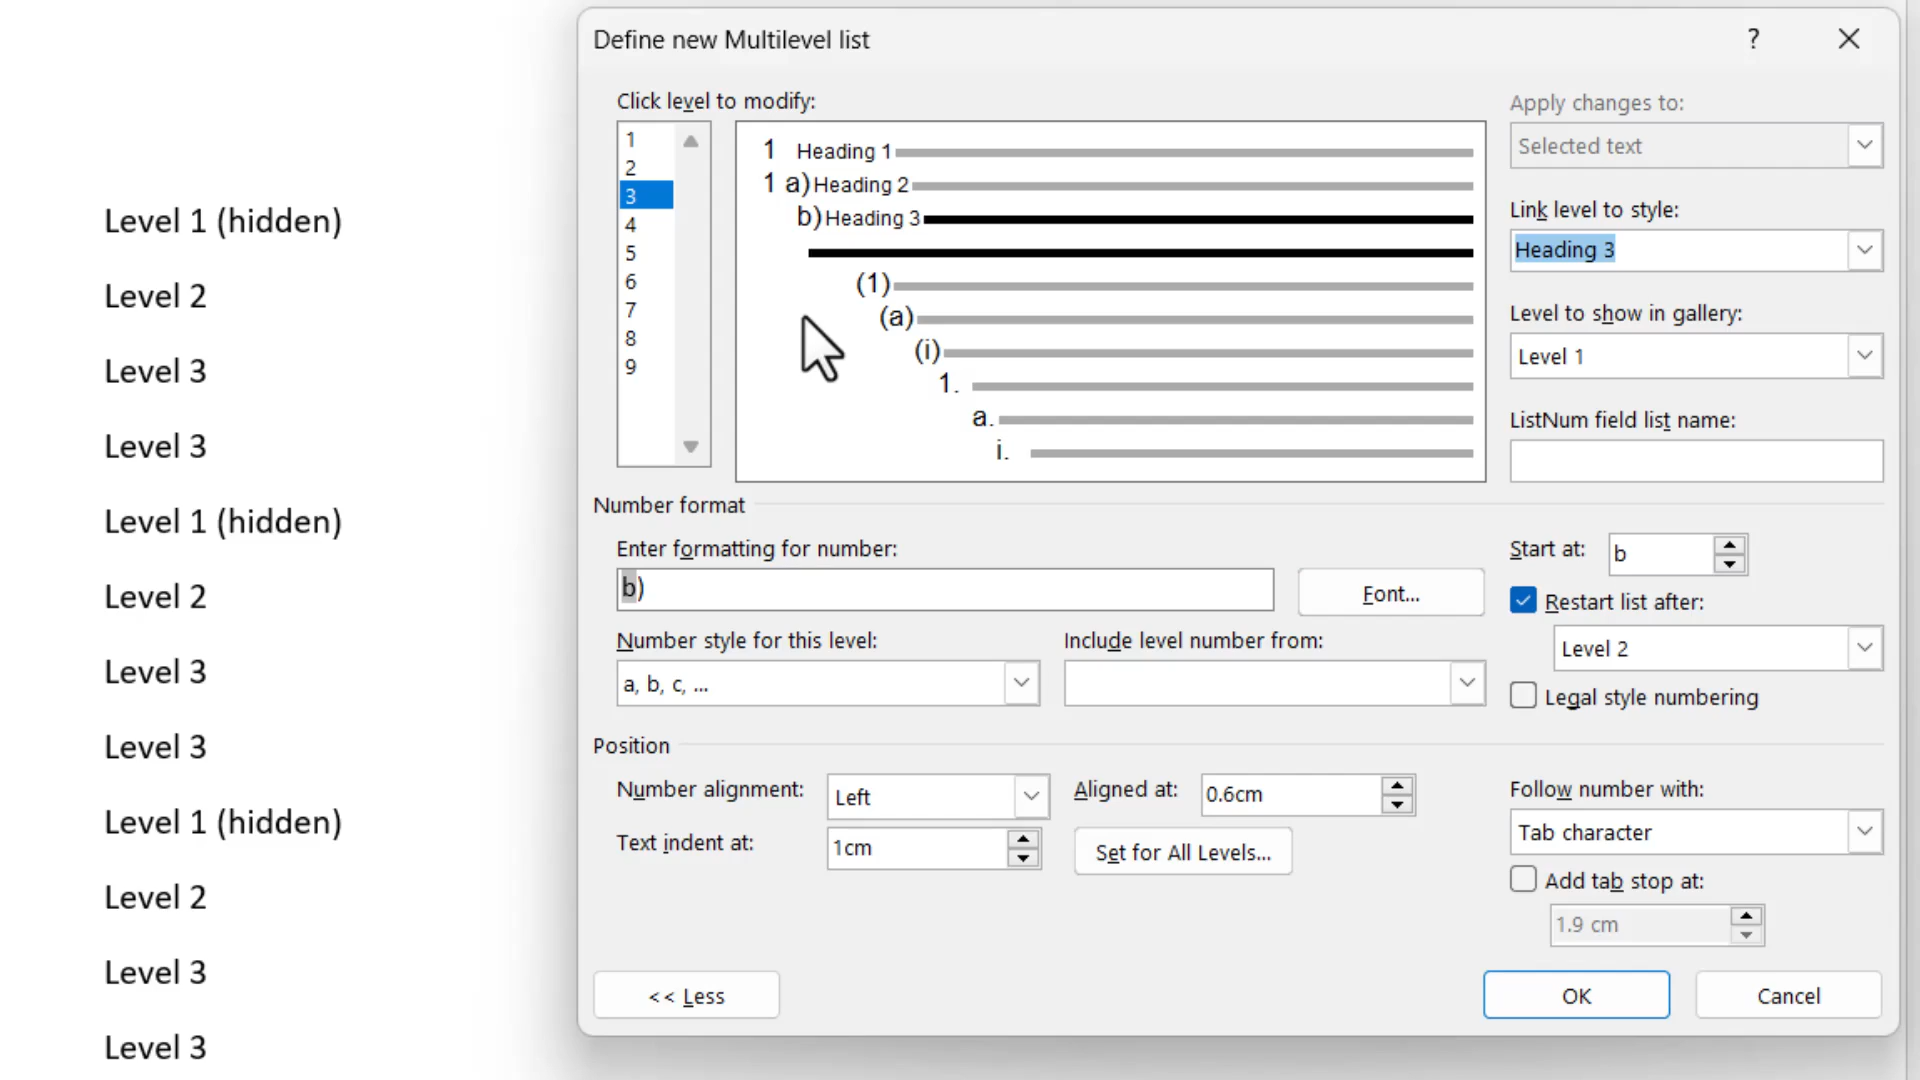 Define new Multilevel list
?
Click level to modify:
1
2
3
4
5
6
7
8
9
1 Heading 1
1 a) Heading 2
b) Heading 3
(1)
(a)
(i)
1.
a.
i.
Apply changes to:
Selected text
Link level to style:
Heading 3
Level to show in gallery:
Level 1
ListNum field list name:
Number format
Enter formatting for number:
b)
Font...
Start at: b
Restart list after:
Level 2
Number style for this level:
a, b, c, ...
Include level number from:
Legal style numbering
Position
Number alignment: Left
Aligned at: 0.6cm
Text indent at: 1cm
Set for All Levels...
Follow number with:
Tab character
Add tab stop at:
1.9 cm
<< Less
OK
Cancel
Level 1 (hidden)
Level 2
Level 3
Level 3
Level 1 (hidden)
Level 2
Level 3
Level 3
Level 1 (hidden)
Level 2
Level 3
Level 3